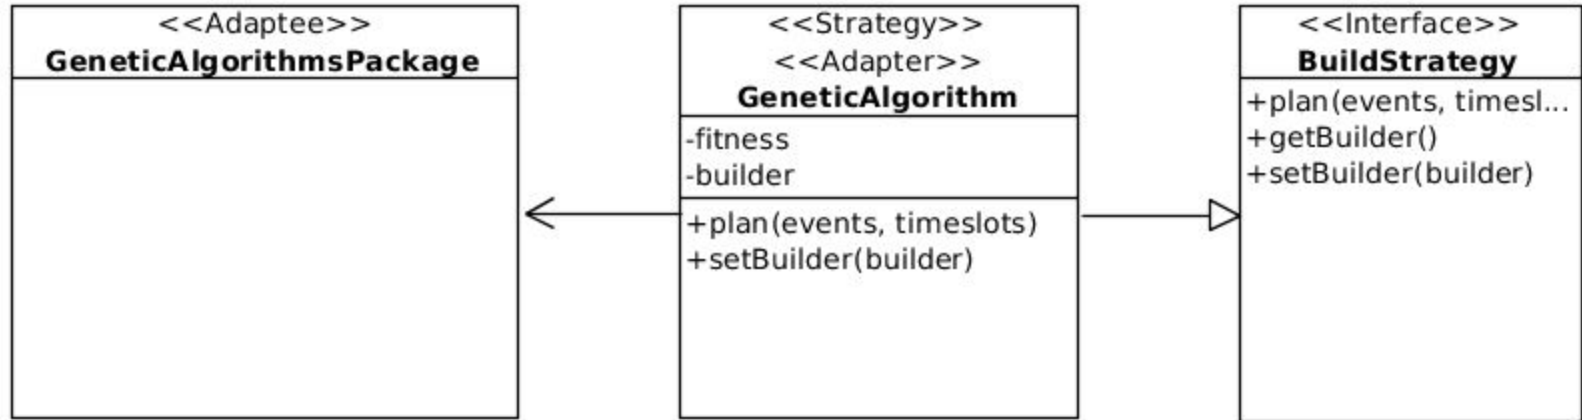 <<Adaptee>>
GeneticAlgorithmsPackage
<<Strategy>>
<<Adapter>>
GeneticAlgorithm
-fitness
-builder
+plan(events, timeslots)
+setBuilder(builder)
<<Interface>>
BuildStrategy
+plan(events, timesl...
+getBuilder()
+setBuilder(builder)